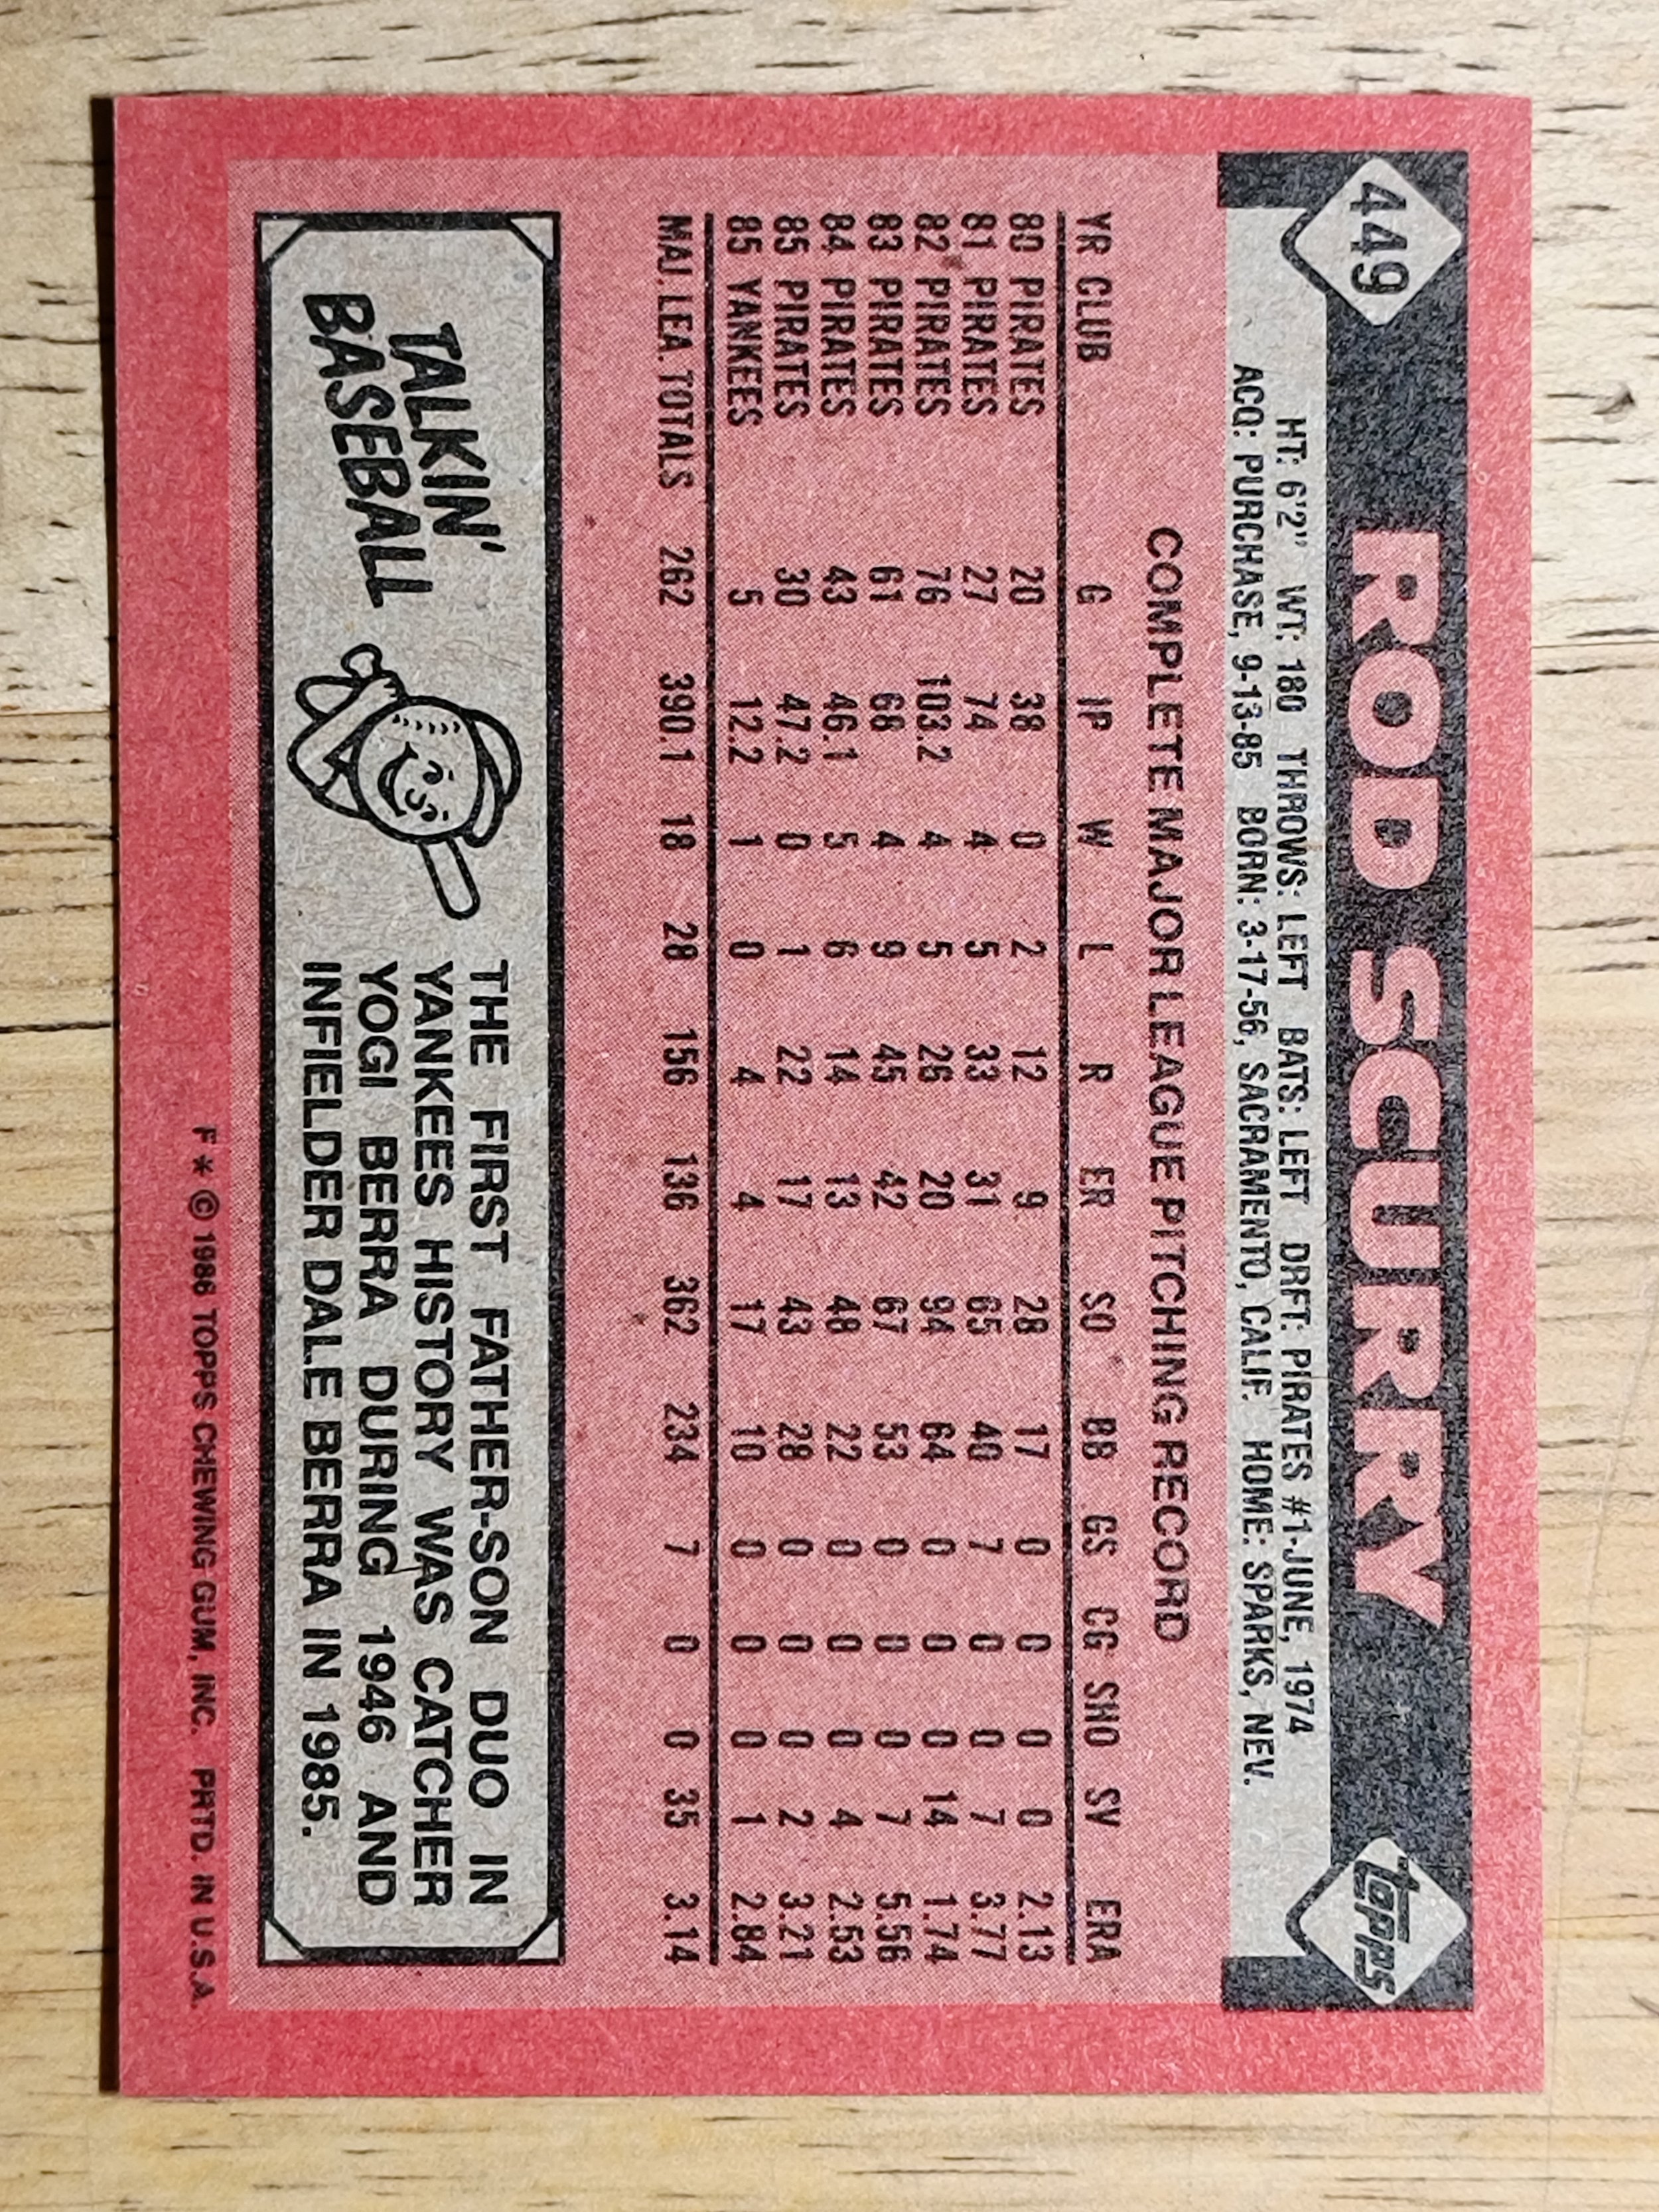 449
ROD SCURRY
topps
HT: 6'2" WT: 180 THROWS: LEFT BATS: LEFT DRFT: PIRATES #1-JUNE, 1974
ACQ: PURCHASE, 9-13-85 BORN: 3-17-56, SACRAMENTO, CALIF. HOME: SPARKS, NEV.
COMPLETE MAJOR LEAGUE PITCHING RECORD
YR CLUB G IP W L R ER SO BB GS CG SHO SV ERA
80 PIRATES 20 38 0 2 12 9 28 17 0 0 0 0 2.13
81 PIRATES 27 74 4 5 33 31 65 40 7 0 0 7 3.77
82 PIRATES 76 103.2 4 5 26 20 94 64 0 0 0 14 1.74
83 PIRATES 61 68 4 9 45 42 67 53 0 0 0 7 5.56
84 PIRATES 43 46.1 5 6 14 13 48 22 0 0 0 4 2.53
85 PIRATES 30 47.2 0 1 22 17 43 28 0 0 0 2 3.21
85 YANKEES 5 12.2 1 0 4 4 17 10 0 0 0 1 2.84
MAJ. LEA. TOTALS 262 390.1 18 28 156 136 362 234 7 0 0 35 3.14
TALKIN'
BASEBALL
THE FIRST FATHER-SON DUO IN
YANKEES HISTORY WAS CATCHER
YOGI BERRA DURING 1946 AND
INFIELDER DALE BERRA IN 1985.
F * © 1986 TOPPS CHEWING GUM, INC. PRTD. IN U.S.A.